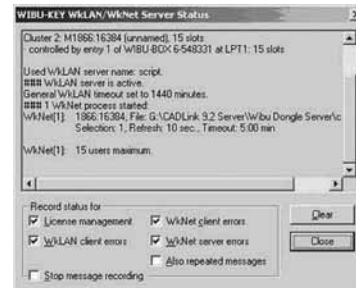 WIBU-KEY WkLAN/WkNet Server Status
Cluster 2: M1866:16384 (unnamed), 15 slots
- controlled by entry 1 of WIBU-BOX 6-548331 at LPT1: 15 slots
Used WkLAN server name: script.
### WkLAN server is active.
General WkLAN timeout set to 1440 minutes.
### 1 WkNet process started:
WkNet[1]: 1866:16384, File: G:\CADLink 9.2 Server\Wibu Dongle Server\c
Selection: 1, Refresh: 10 sec., Timeout: 5:00 min
WkNet[1]: 15 users maximum.
Record status for
License management
WkNet client errors
Clear
WkLAN client errors
WkNet server errors
Close
Also repeated messages
Stop message recording